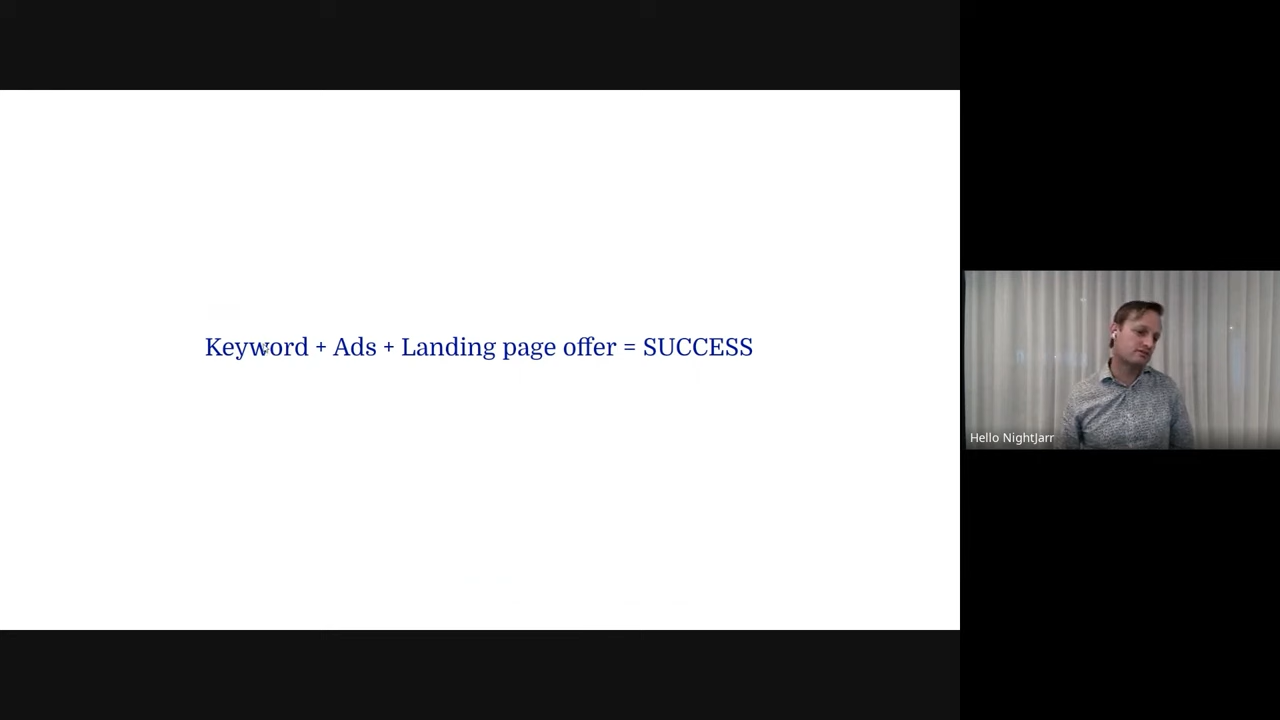 Keyword + Ads + Landing page offer = SUCCESS
Hello NightJarr